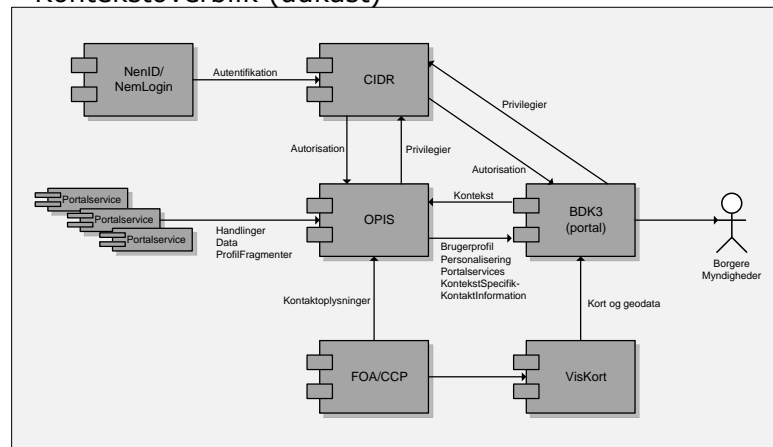 Kontekstoverblik (udkast)
NenID/
NemLogin
Autentifikation
CIDR
Privilegier
Autorisation
Privilegier
Autorisation
Portalservice
Portalservice
Portalservice
Handlinger
Data
ProfilFragmenter
OPIS
Kontekst
Brugerprofil
Personalisering
Portalservices
KontekstSpecifik-
KontaktInformation
BDK3
(portal)
Borgere
Myndigheder
Kontaktoplysninger
Kort og geodata
FOA/CCP
VisKort